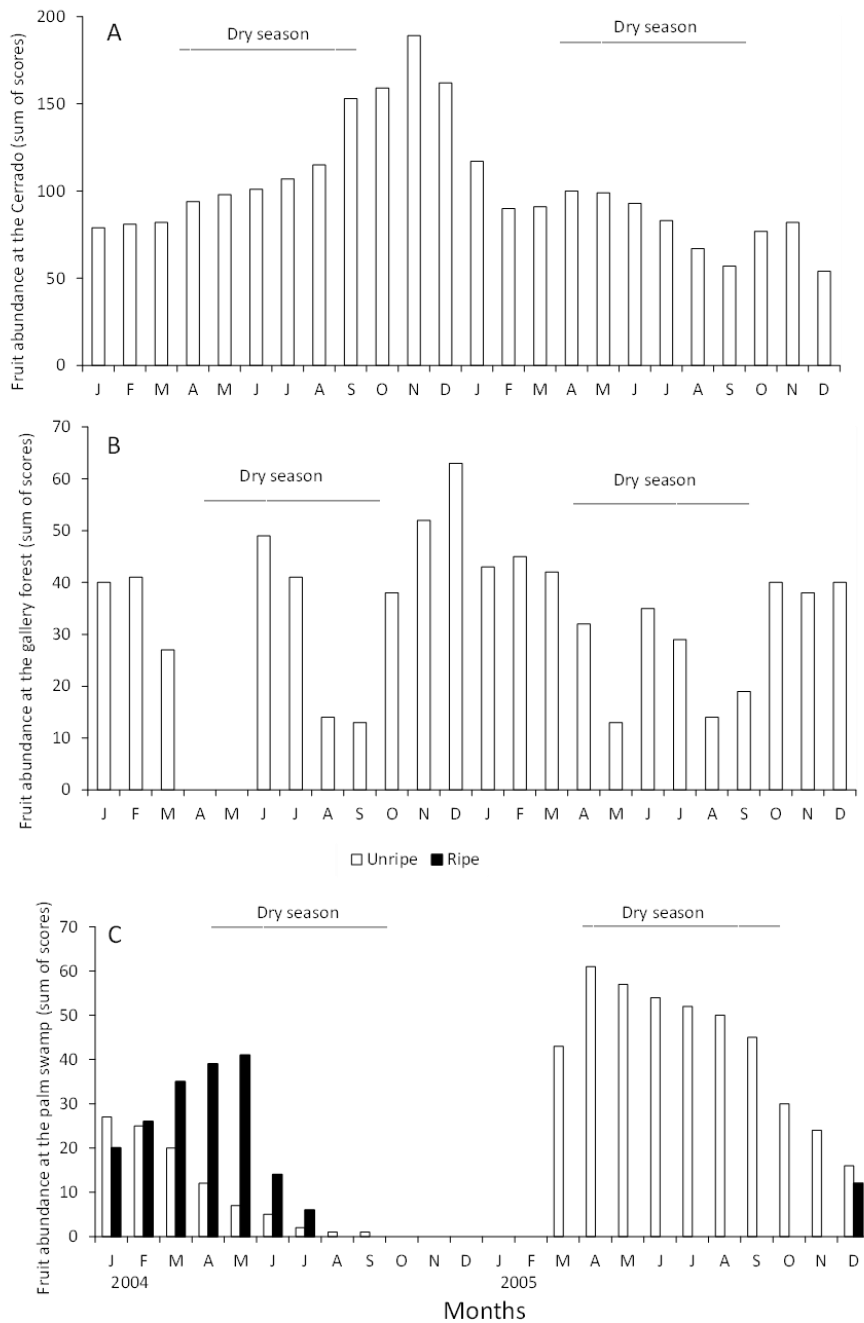 Fruit abundance at the Cerrado (sum of scores)
A
Dry season
Dry season
200
150
100
50
0
J F M A M J J A S O N D J F M A M J J A S O N D
Fruit abundance at the gallery forest (sum of scores)
B
Dry season
Dry season
70
60
50
40
30
20
10
0
J F M A M J J A S O N D J F M A M J J A S O N D
Unripe Ripe
Fruit abundance at the palm swamp (sum of scores)
C
Dry season
Dry season
70
60
50
40
30
20
10
0
J F M A M J J A S O N D J F M A M J J A S O N D
2004 2005
Months